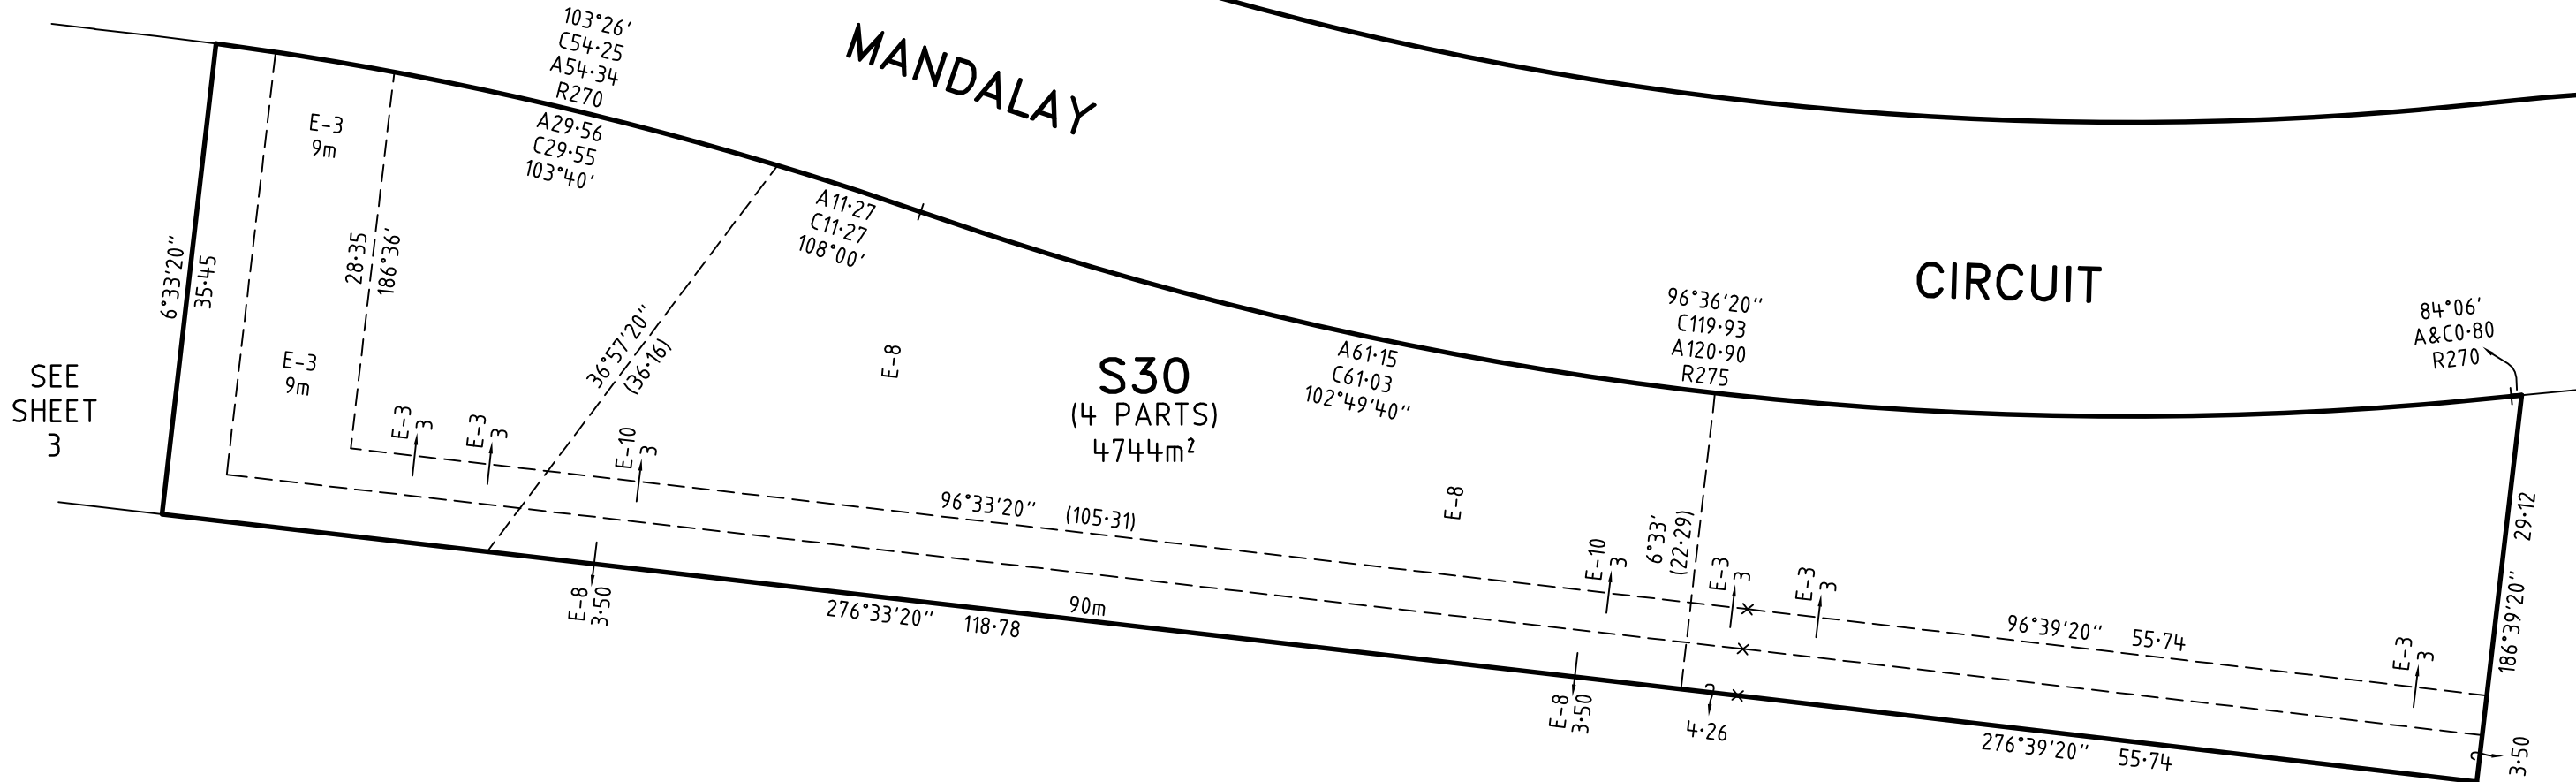 103°26'
C54·25
A54·34
R270
MANDALAY
A29·56
C29·55
103°40'
E-3
9m
A11·27
C11·27
108°00'
6°33'20"
35·45
28·35
186°36'
CIRCUIT
96°36'20"
C119·93
A120·90
R275
84°06'
A&C0·80
R270
36°57'20"
(36·16)
E-8
S30
(4 PARTS)
4744m²
A61·15
C61·03
102°49'40"
SEE
SHEET
3
E-3
9m
E-3
3
E-3
3
E-10
3
96°33'20" (105·31)
E-8
E-10
3
6°33'
(22·29)
E-3
3
E-3
3
29·12
186°39'20"
E-8
3·50
90m
276°33'20" 118·78
96°39'20" 55·74
E-3
3
E-8
3·50
4·26
276°39'20" 55·74
3·50